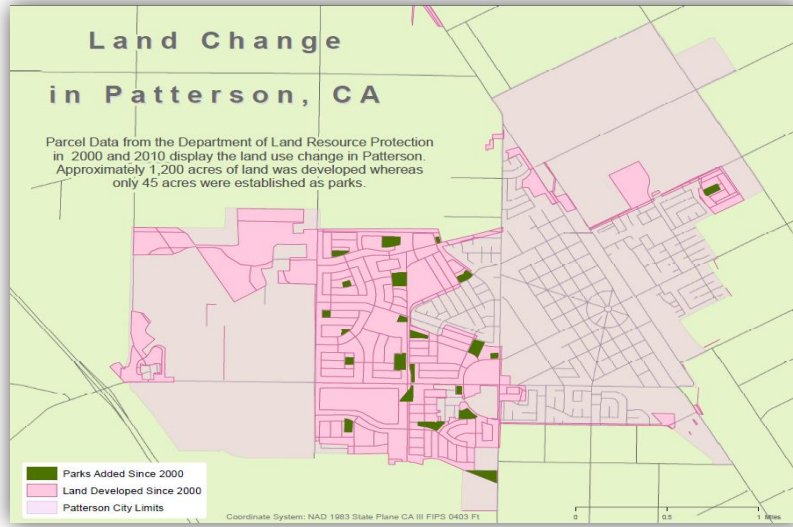 Land Change
in Patterson, CA
Parcel Data from the Department of Land Resource Protection
in 2000 and 2010 display the land use change in Patterson.
Approximately 1,200 acres of land was developed whereas
only 45 acres were established as parks.
Parks Added Since 2000
Land Developed Since 2000
Patterson City Limits
Coordinate System: NAD 1983 State Plane CA III FIPS 0403 Ft
0 0.5 1 Miles